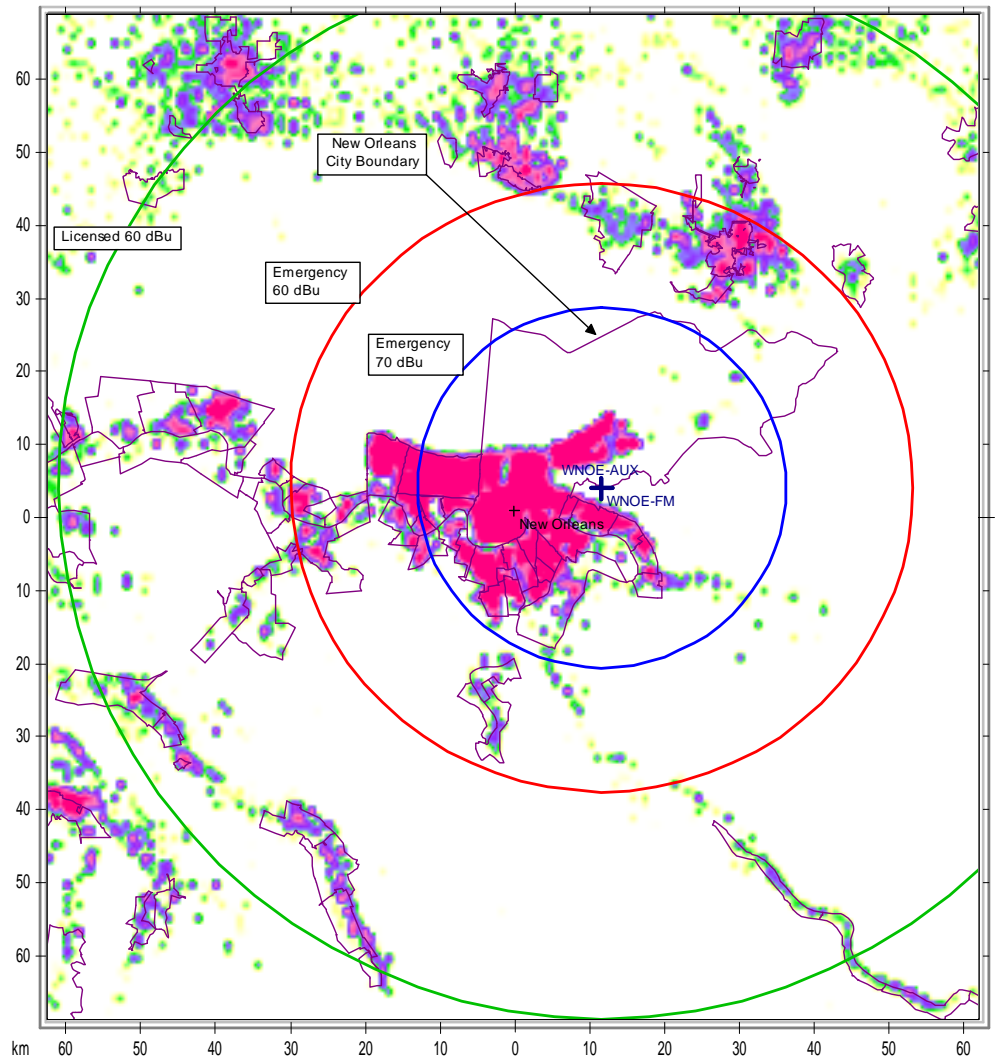 60
50
40
30
20
10
0
10
20
30
40
50
60
New Orleans
City Boundary
Licensed 60 dBu
Emergency
60 dBu
Emergency
70 dBu
WNOE-AUX
WNOE-FM
New Orleans
km 60 50 40 30 20 10 0 10 20 30 40 50 60